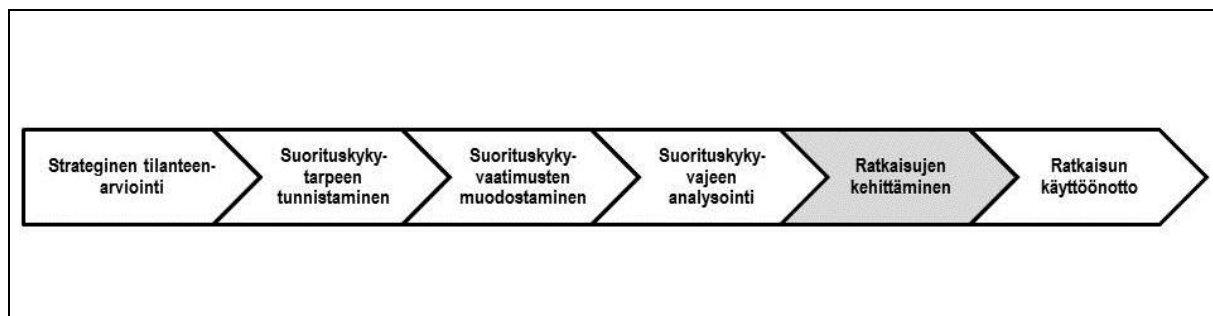 Strateginen tilanteen-
arviointi
Suorituskyky-
tarpeen
tunnistaminen
Suorituskyky-
vaatimusten
muodostaminen
Suorituskyky-
vajeen
analysointi
Ratkaisujen
kehittäminen
Ratkaisun
käyttöönotto